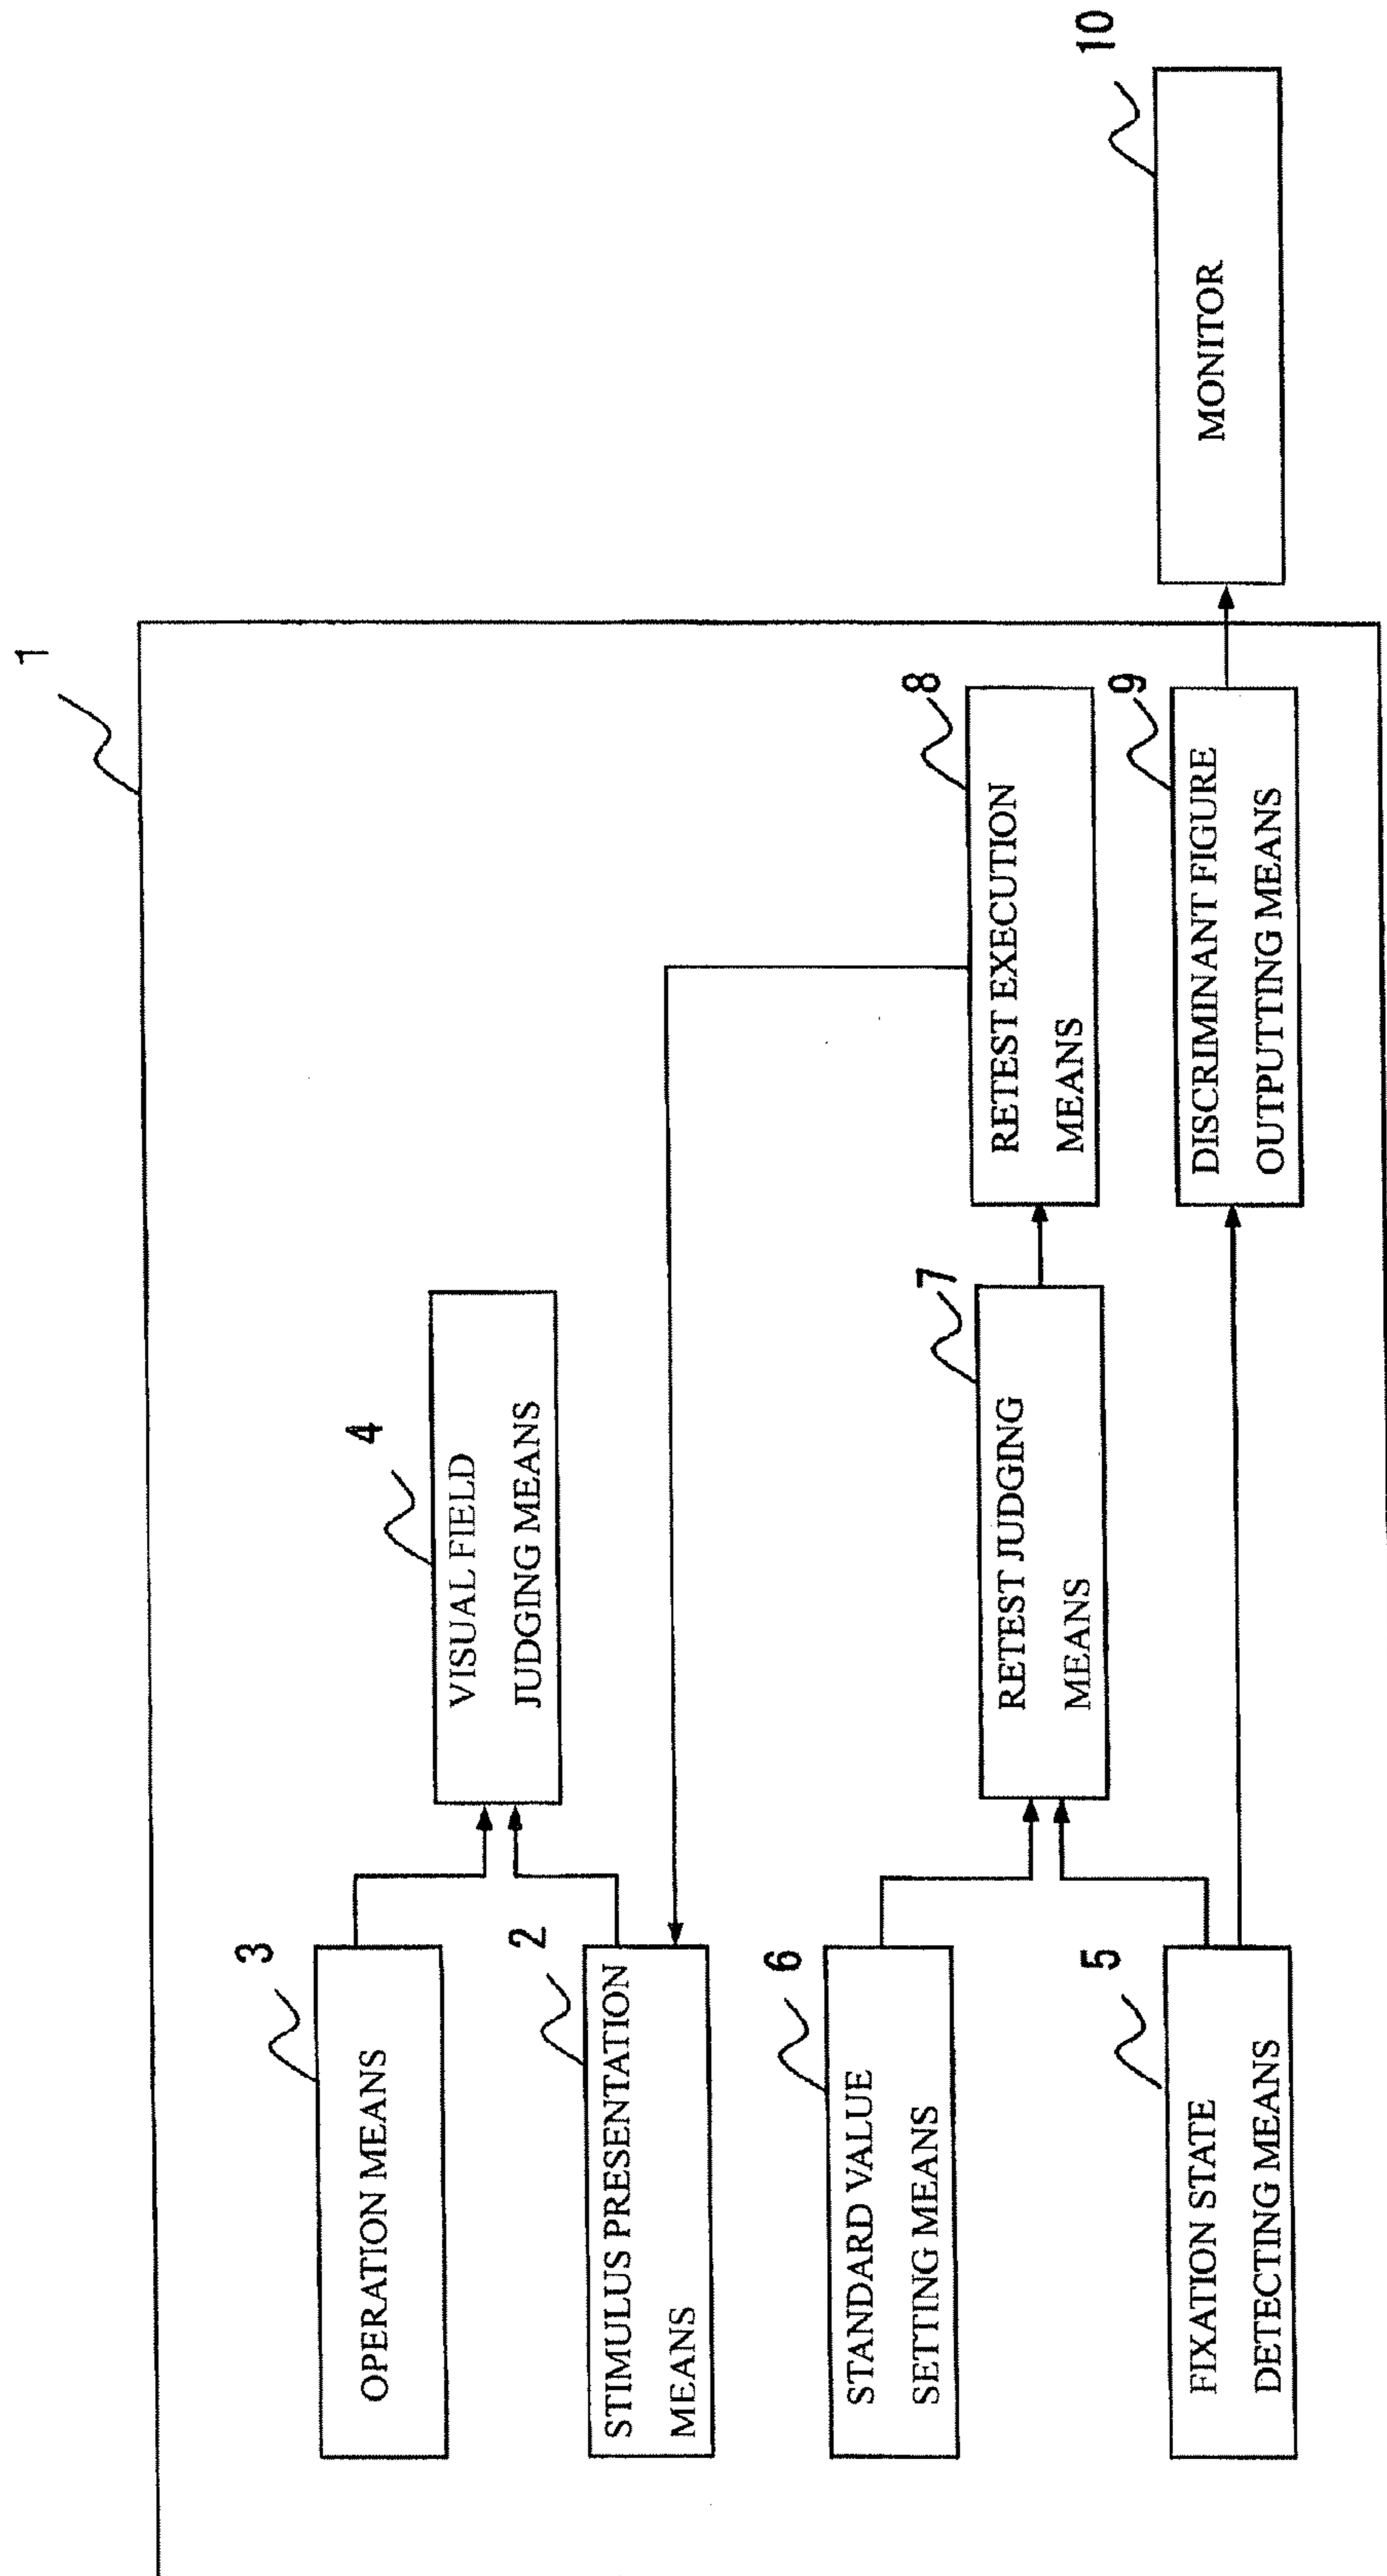 1
3
OPERATION MEANS
2
STIMULUS PRESENTATION
MEANS
4
VISUAL FIELD
JUDGING MEANS
6
STANDARD VALUE
SETTING MEANS
5
FIXATION STATE
DETECTING MEANS
7
RETEST JUDGING
MEANS
8
RETEST EXECUTION
MEANS
9
DISCRIMINANT FIGURE
OUTPUTTING MEANS
10
MONITOR